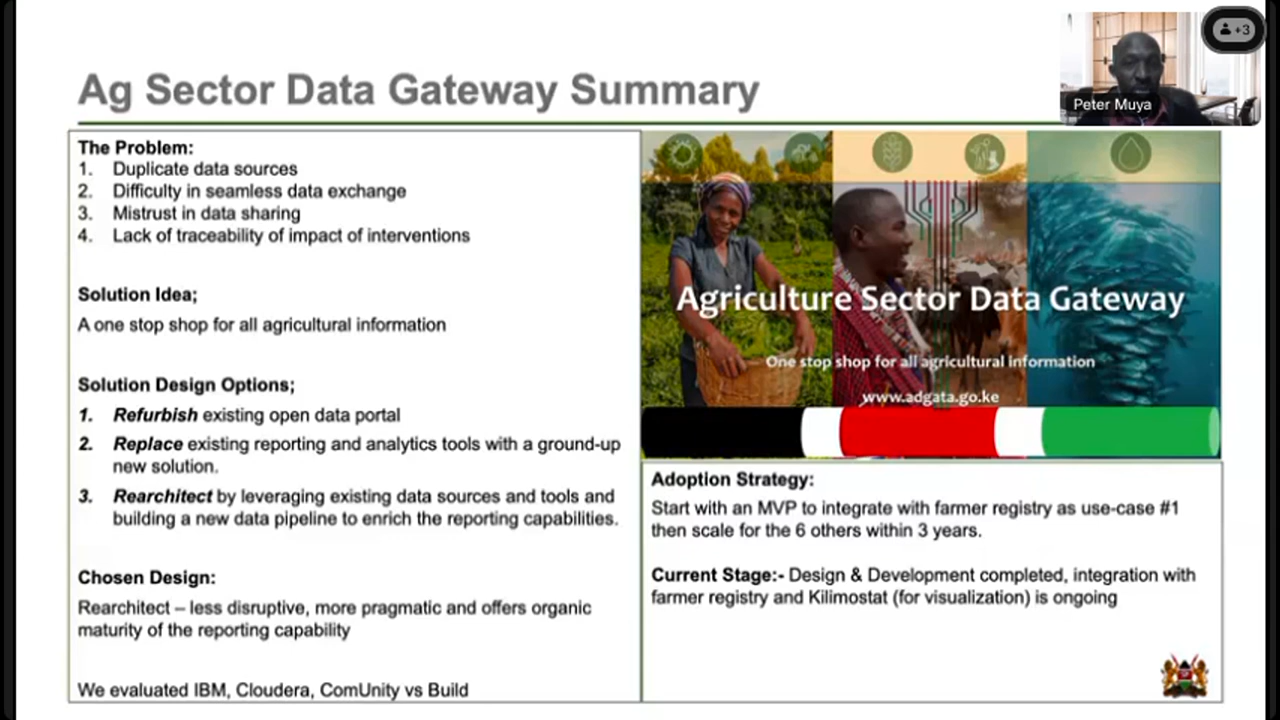 Ag Sector Data Gateway Summary
+3
Peter Muya
The Problem:
1. Duplicate data sources
2. Difficulty in seamless data exchange
3. Mistrust in data sharing
4. Lack of traceability of impact of interventions
Solution Idea;
A one stop shop for all agricultural information
Solution Design Options;
1. Refurbish existing open data portal
2. Replace existing reporting and analytics tools with a ground-up
new solution.
3. Rearchitect by leveraging existing data sources and tools and
building a new data pipeline to enrich the reporting capabilities.
Chosen Design:
Rearchitect – less disruptive, more pragmatic and offers organic
maturity of the reporting capability
We evaluated IBM, Cloudera, ComUnity vs Build
Agriculture Sector Data Gateway
One stop shop for all agricultural information
www.adgata.go.ke
Adoption Strategy:
Start with an MVP to integrate with farmer registry as use-case #1
then scale for the 6 others within 3 years.
Current Stage:- Design & Development completed, integration with
farmer registry and Kilimostat (for visualization) is ongoing